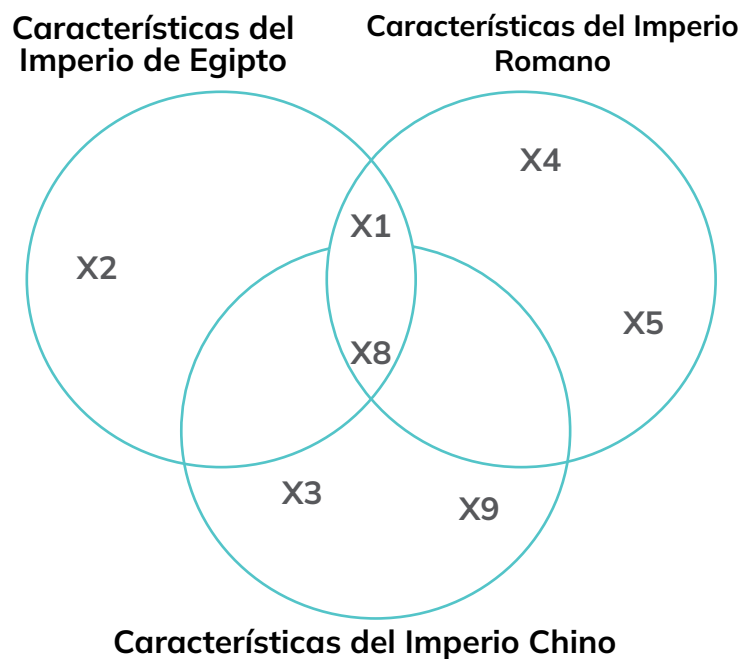 Características del
Imperio de Egipto
Características del Imperio
Romano
X4
X1
X2
X5
X8
X3
X9
Características del Imperio Chino